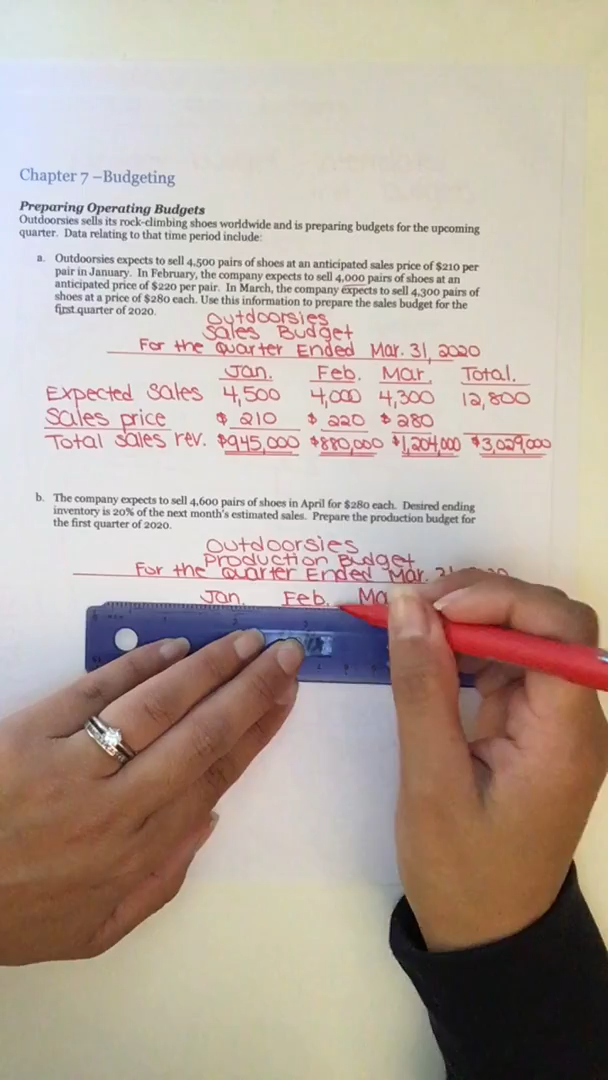 Chapter 7 –Budgeting
Preparing Operating Budgets
Outdoorsies sells its rock-climbing shoes worldwide and is preparing budgets for the upcoming
quarter. Data relating to that time period include:
a. Outdoorsies expects to sell 4,500 pairs of shoes at an anticipated sales price of $210 per
pair in January. In February, the company expects to sell 4,000 pairs of shoes at an
anticipated price of $220 per pair. In March, the company expects to sell 4,300 pairs of
shoes at a price of $280 each. Use this information to prepare the sales budget for the
first quarter of 2020.
Outdoorsies
Sales Budget
For the Quarter Ended Mar. 31, 2020
Jan. Feb. Mar. Total.
Expected Sales 4,500 4,000 4,300 12,800
Sales price $ 210 $ 220 $ 280
Total sales rev. $945,000 $880,000 $1,204,000 $3,029,000
b. The company expects to sell 4,600 pairs of shoes in April for $280 each. Desired ending
inventory is 20% of the next month's estimated sales. Prepare the production budget for
the first quarter of 2020.
Outdoorsies
Production Budget
For the Quarter Ended Mar.
Jan. Feb.